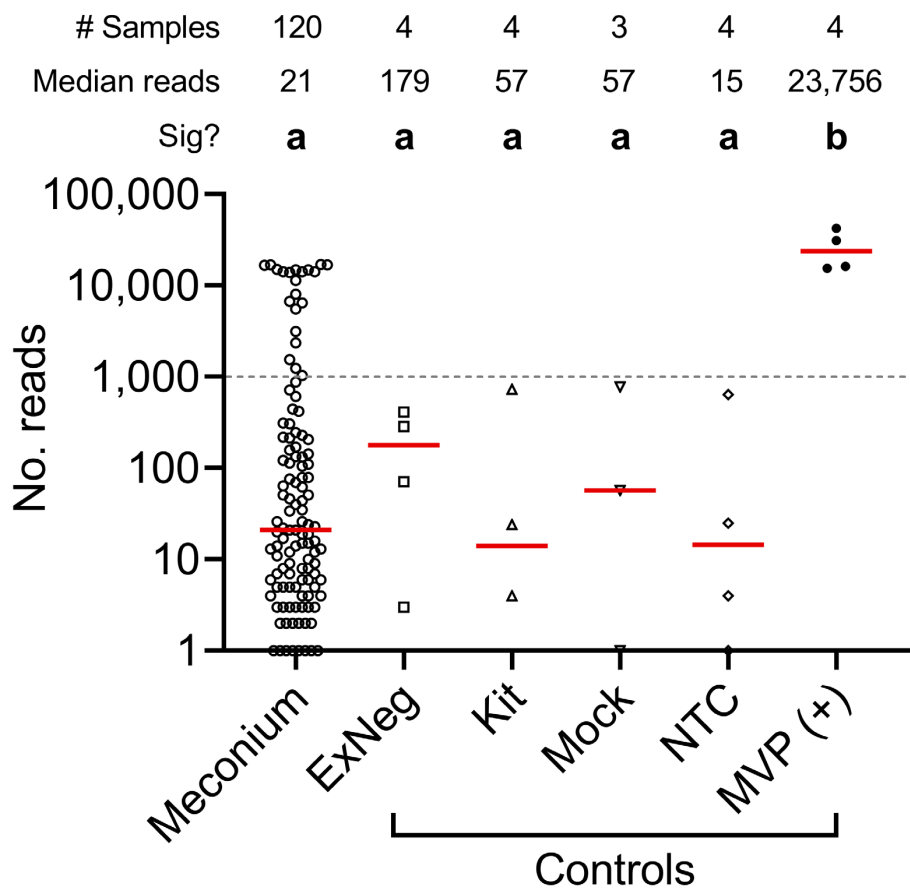 # Samples 120 4 4 3 4 4
Median reads 21 179 57 57 15 23,756
Sig? a a a a a b
100,000
10,000
1,000
100
10
1
No. reads
Meconium ExNeg Kit Mock NTC MVP (+)
Controls